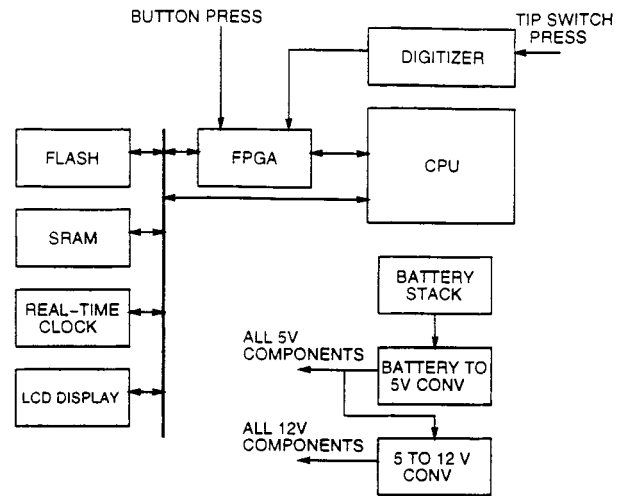 BUTTON PRESS
TIP SWITCH
PRESS
DIGITIZER
FLASH
FPGA
CPU
SRAM
REAL-TIME
CLOCK
LCD DISPLAY
BATTERY
STACK
ALL 5V
COMPONENTS
BATTERY TO
5V CONV
ALL 12V
COMPONENTS
5 TO 12 V
CONV